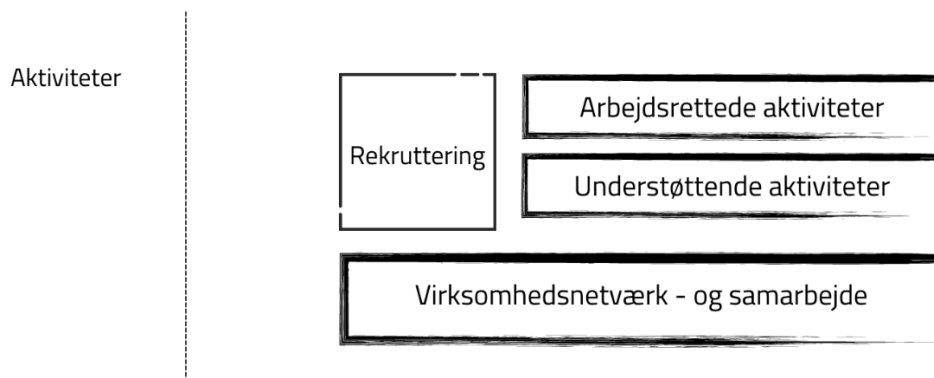 Aktiviteter
Rekruttering
Arbejdsrettede aktiviteter
Understøttende aktiviteter
Virksomhedsnetværk - og samarbejde